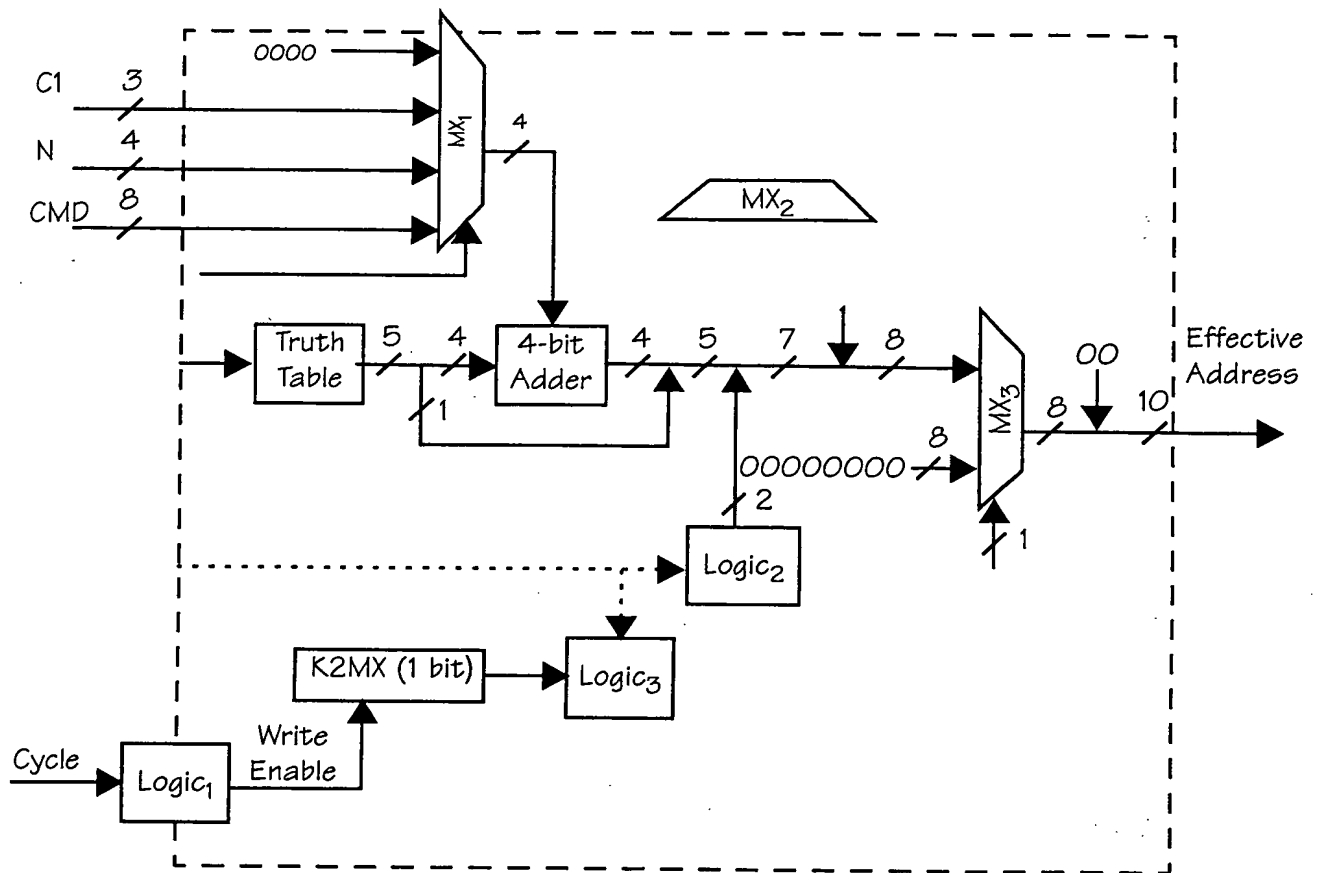 0000
C1
3
N
4
CMD
8
MX1
4
MX2
Truth
Table
5
4
1
4-bit
Adder
4
5
7
1
8
MX3
00
8
10
Effective
Address
00000000
8
1
2
Logic2
K2MX (1 bit)
Logic3
Cycle
Logic1
Write
Enable